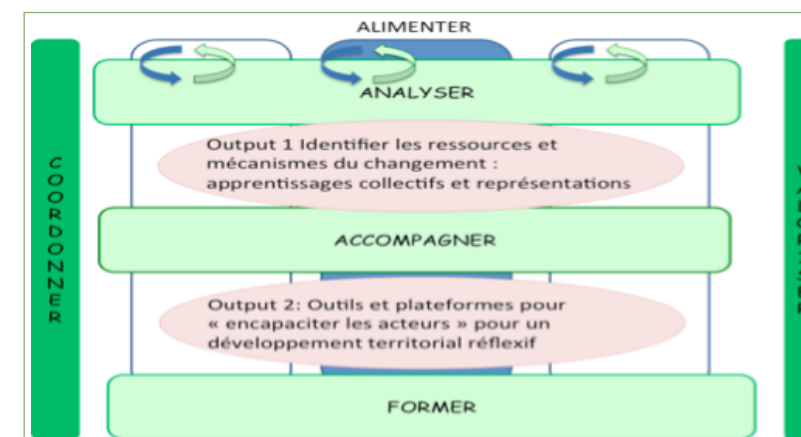 ALIMENTER
ANALYSER
Output 1 Identifier les ressources et
mécanismes du changement :
apprentissages collectifs et représentations
COORDONNER
ACCOMPAGNER
Output 2: Outils et plateformes pour
« encapaciter les acteurs » pour un
développement territorial réflexif
FORMER